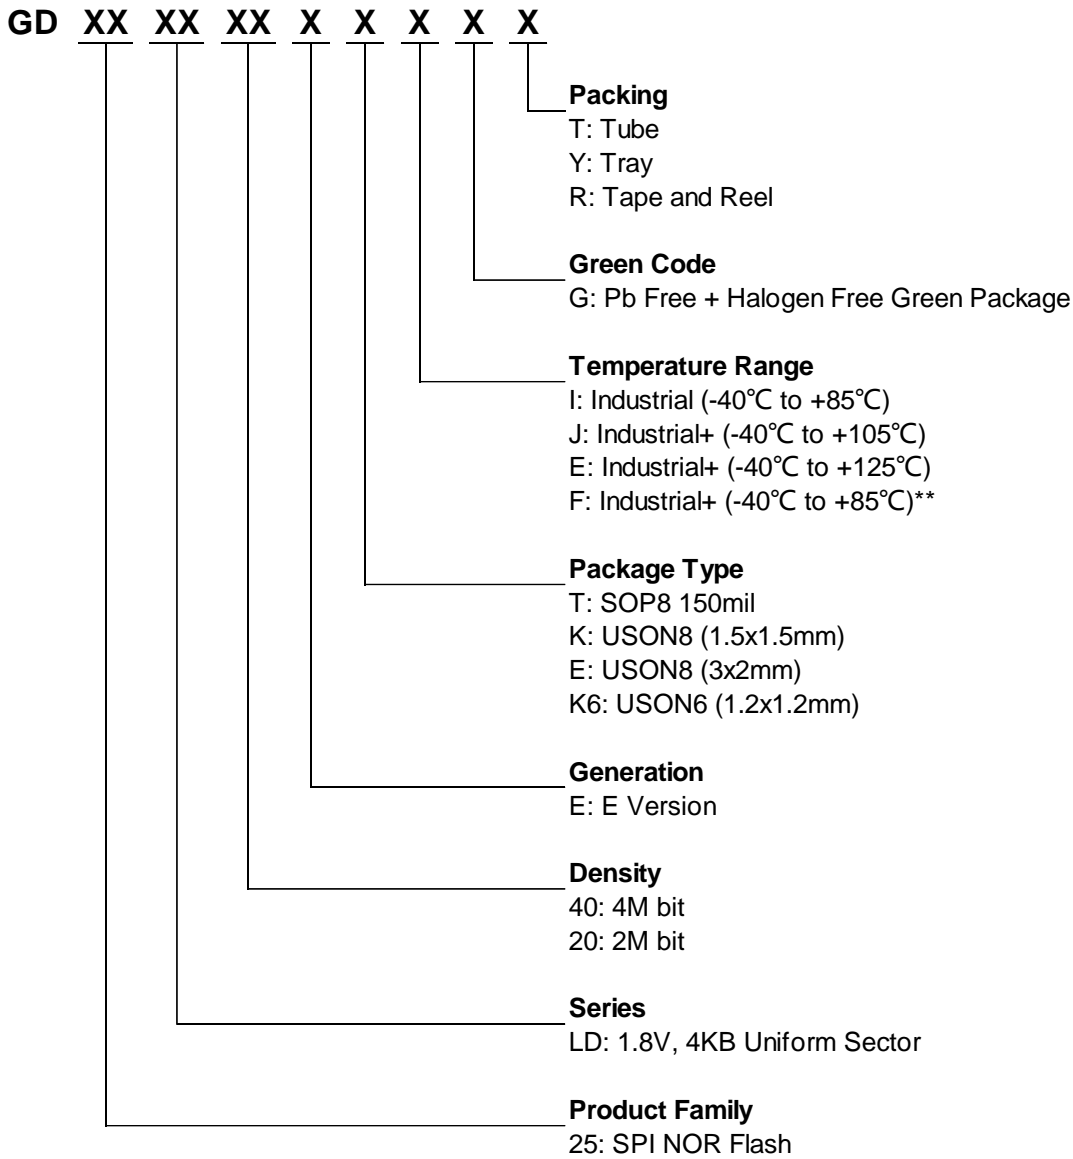 GD XX XX XX X X X X X
Packing
T: Tube
Y: Tray
R: Tape and Reel
Green Code
G: Pb Free + Halogen Free Green Package
Temperature Range
I: Industrial (-40℃ to +85℃)
J: Industrial+ (-40℃ to +105℃)
E: Industrial+ (-40℃ to +125℃)
F: Industrial+ (-40℃ to +85℃)**
Package Type
T: SOP8 150mil
K: USON8 (1.5x1.5mm)
E: USON8 (3x2mm)
K6: USON6 (1.2x1.2mm)
Generation
E: E Version
Density
40: 4M bit
20: 2M bit
Series
LD: 1.8V, 4KB Uniform Sector
Product Family
25: SPI NOR Flash